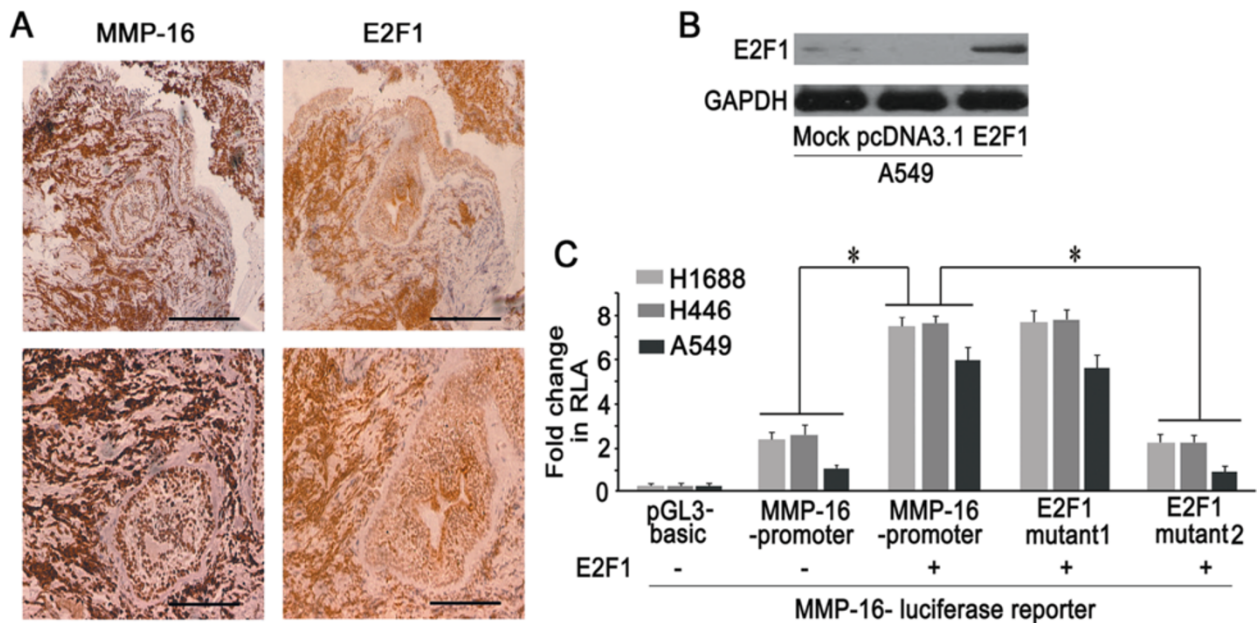 A
MMP-16 E2F1
B
E2F1
GAPDH
Mock pcDNA3.1 E2F1
A549
C
* *
H1688
H446
A549
Fold change
in RLA
8
6
4
2
0
pGL3-
basic
MMP-16
-promoter
MMP-16
-promoter
E2F1
mutant1
E2F1
mutant2
E2F1 - - + + +
MMP-16- luciferase reporter